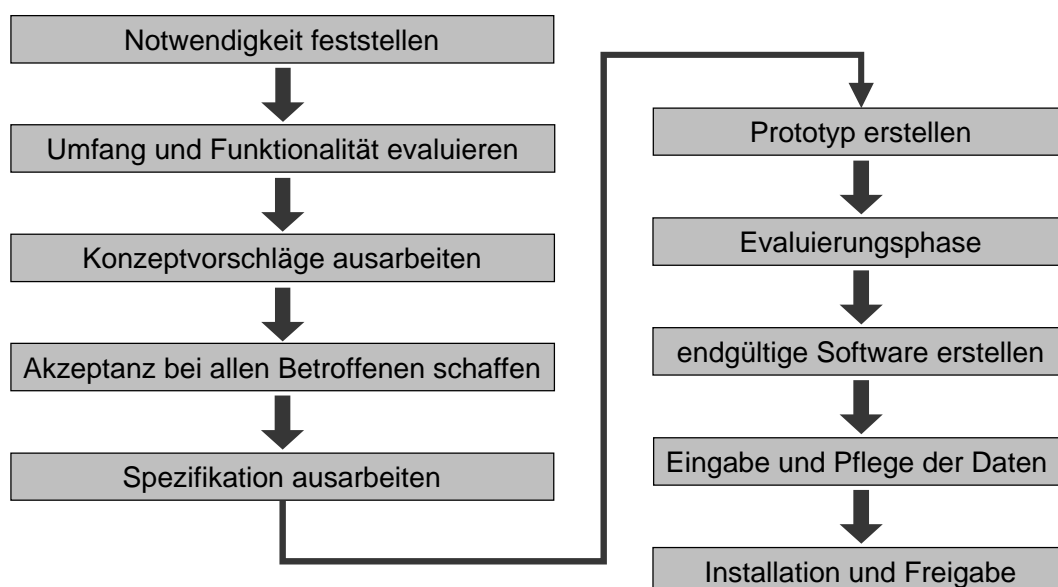 Notwendigkeit feststellen
Umfang und Funktionalität evaluieren
Konzeptvorschläge ausarbeiten
Akzeptanz bei allen Betroffenen schaffen
Spezifikation ausarbeiten
Prototyp erstellen
Evaluierungsphase
endgültige Software erstellen
Eingabe und Pflege der Daten
Installation und Freigabe